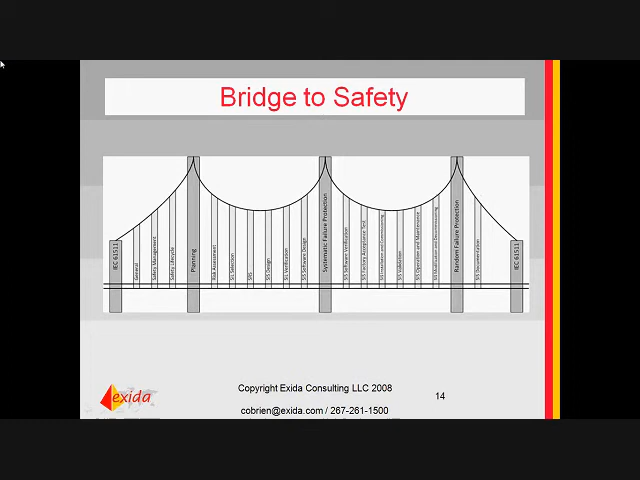 Bridge to Safety
IEC 61511
General
Safety Management
Safety Lifecycle
Planning
Risk Assessment
SIL Selection
SRS
SIS Design
SIL Verification
SIS Software Design
Systematic Failure Protection
SIS Software Verification
SIS Factory Acceptance Test
SIS Installation and Commissioning
SIS Validation
SIS Operation and Maintenance
SIS Modification and Decommissioning
Random Failure Protection
SIS Documentation
IEC 61511
exida
Copyright Exida Consulting LLC 2008
14
cobrien@exida.com / 267-261-1500